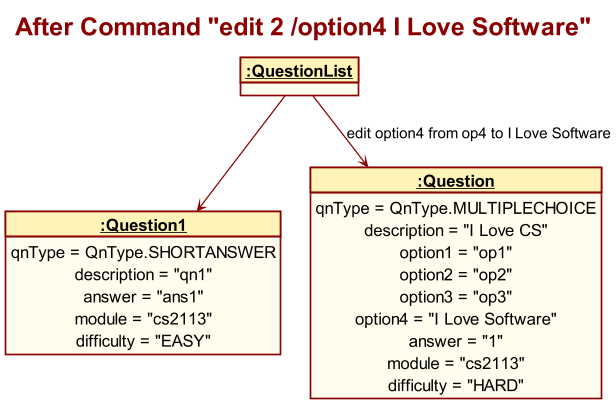 After Command "edit 2 /option4 I Love Software"
:QuestionList
edit option4 from op4 to I Love Software
:Question1
qnType = QnType.SHORTANSWER
description = "qn1"
answer = "ans1"
module = "cs2113"
difficulty = "EASY"
:Question
qnType = QnType.MULTIPLECHOICE
description = "I Love CS"
option1 = "op1"
option2 = "op2"
option3 = "op3"
option4 = "I Love Software"
answer = "1"
module = "cs2113"
difficulty = "HARD"